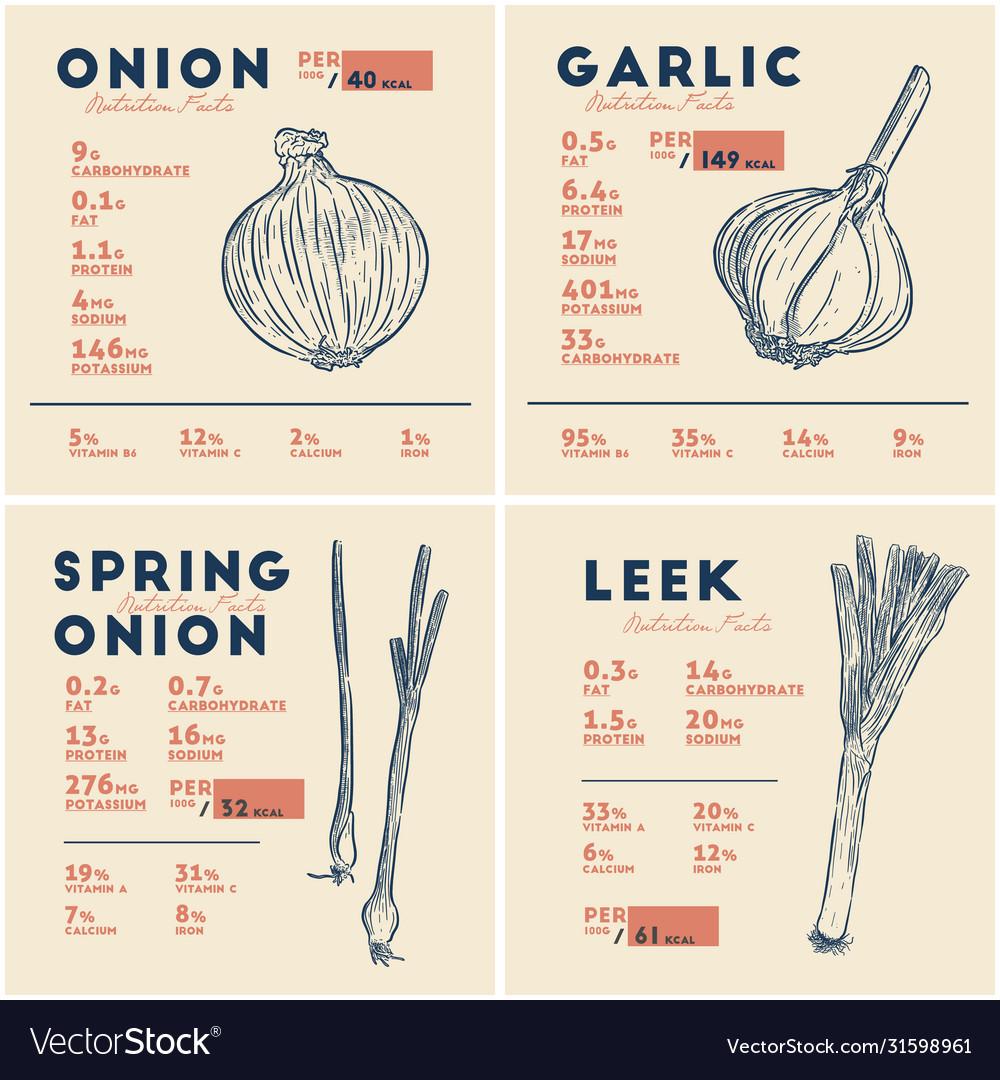 ONION
PER 100G / 40 KCAL
Nutrition Facts
9G
CARBOHYDRATE
0.1G
FAT
1.1G
PROTEIN
4MG
SODIUM
146MG
POTASSIUM
5% 12% 2% 1%
VITAMIN B6 VITAMIN C CALCIUM IRON
GARLIC
Nutrition Facts
0.5G
FAT
PER 100G / 149 KCAL
6.4G
PROTEIN
17MG
SODIUM
401MG
POTASSIUM
33G
CARBOHYDRATE
95% 35% 14% 9%
VITAMIN B6 VITAMIN C CALCIUM IRON
SPRING
Nutrition Facts
ONION
0.2G 0.7G
FAT CARBOHYDRATE
13G 16MG
PROTEIN SODIUM
276MG
POTASSIUM
PER 100G / 32 KCAL
19% 31%
VITAMIN A VITAMIN C
7% 8%
CALCIUM IRON
LEEK
Nutrition Facts
0.3G 14G
FAT CARBOHYDRATE
1.5G 20MG
PROTEIN SODIUM
33% 20%
VITAMIN A VITAMIN C
6% 12%
CALCIUM IRON
PER 100G / 61 KCAL
VectorStock® VectorStock.com/31598961